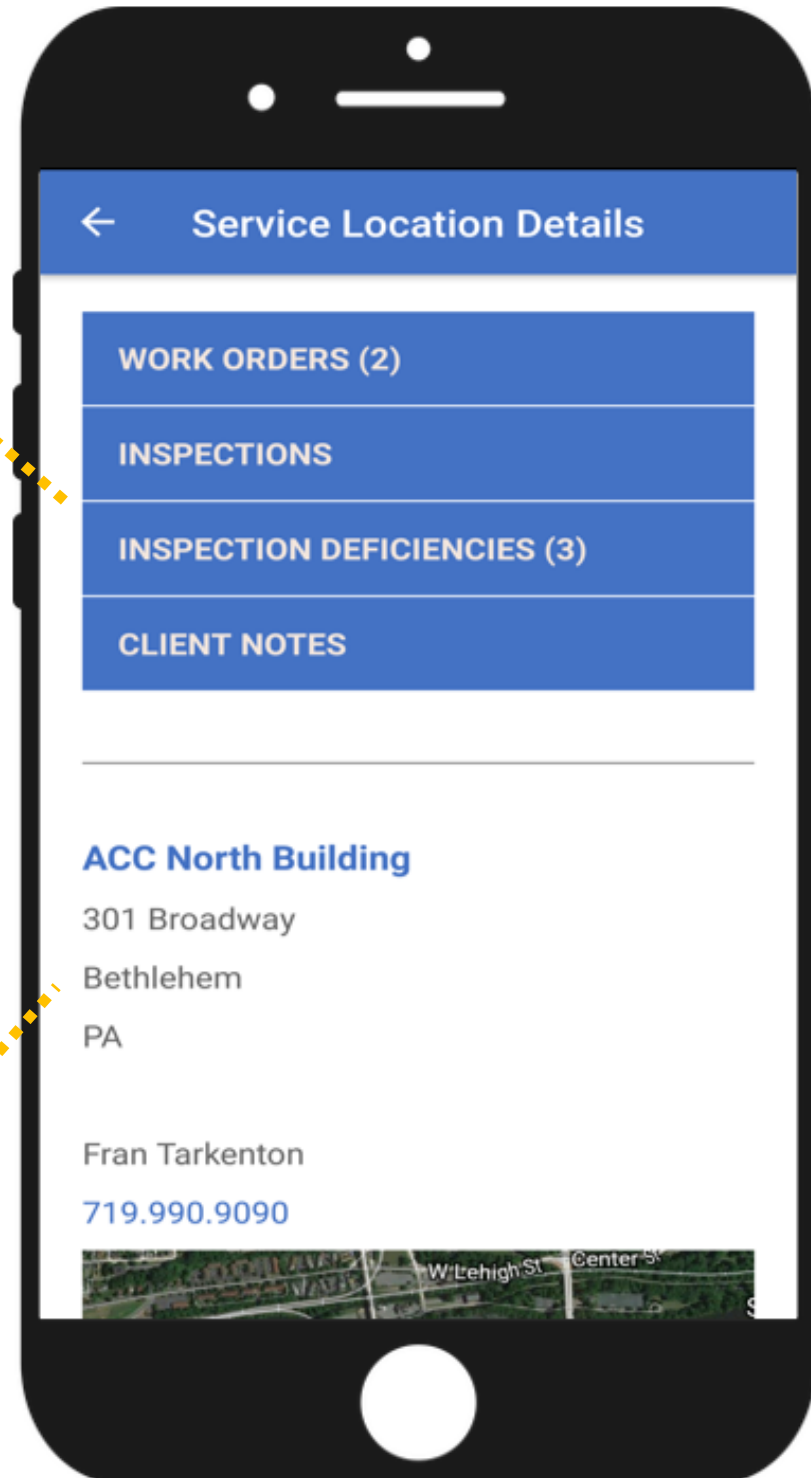 Service Location Details
WORK ORDERS (2)
INSPECTIONS
INSPECTION DEFICIENCIES (3)
CLIENT NOTES
ACC North Building
301 Broadway
Bethlehem
PA
Fran Tarkenton
719.990.9090
W Lehigh St
Center St